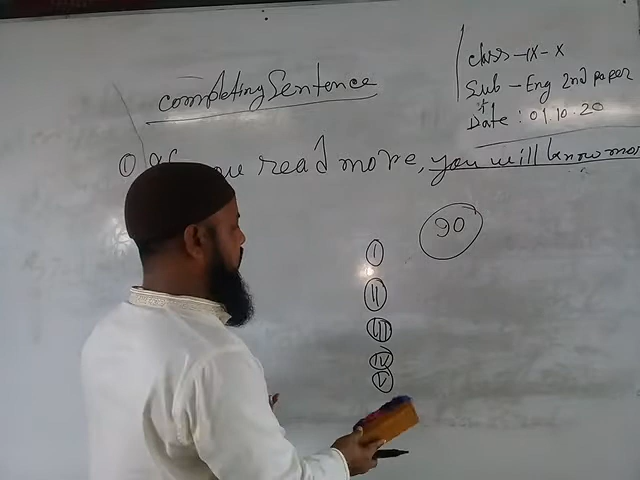 Class-IX-X
Sub - Eng 2nd paper
Date : 01.10.20
Completing Sentence
read more, you will know mor
90
I
II
III
IV
V